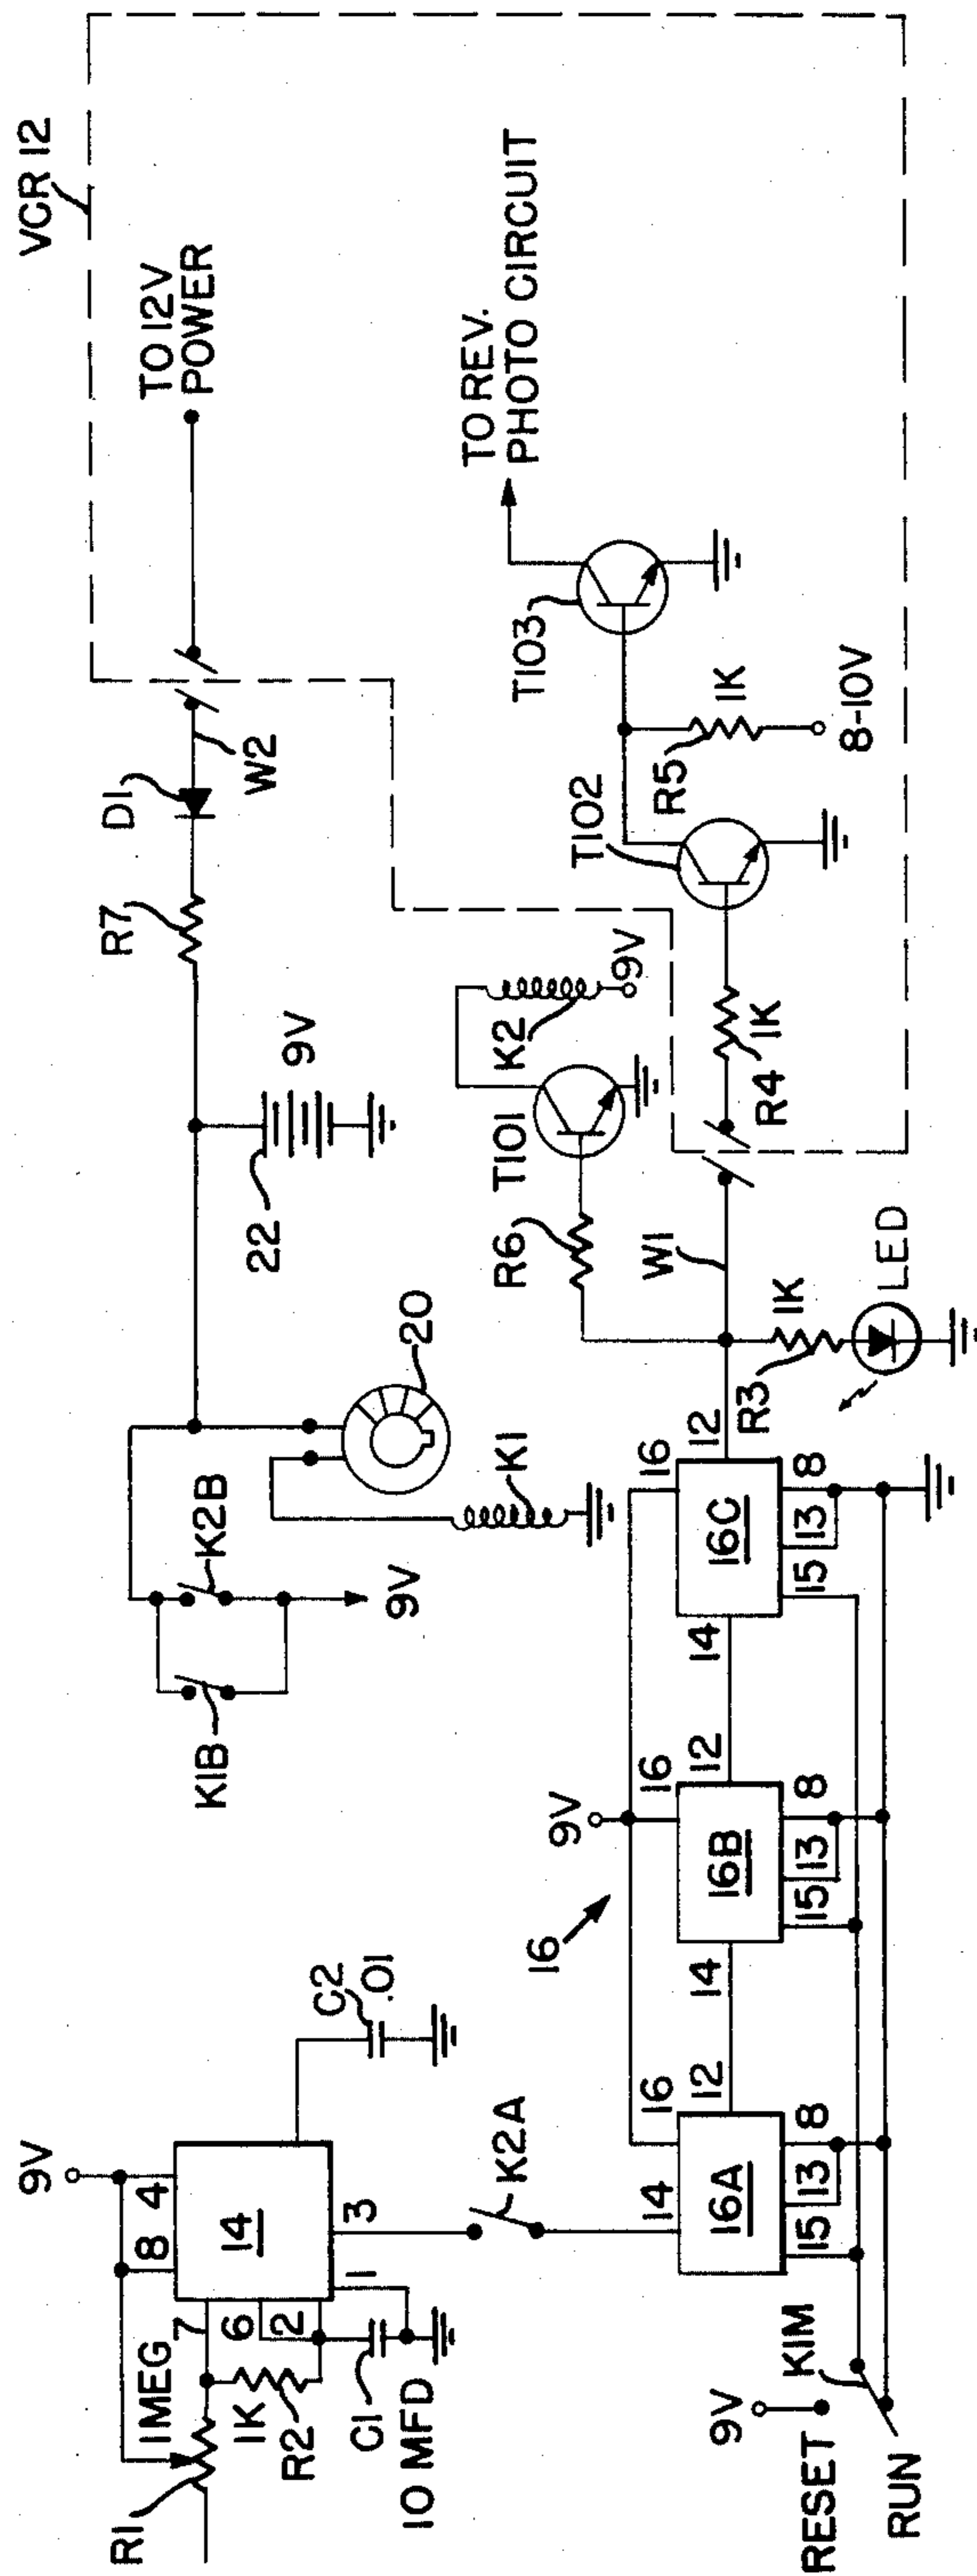 VCR 12
TO 12V
POWER
D1
W2
R7
9V
22
20
K1
K2B
K1B
9V
TO REV.
PHOTO CIRCUIT
T103
1K
R5
8-10V
T102
K2
9V
T101
R6
R4
1K
W1
1K
R3
LED
9V
4
8
14
7
6
2
1
3
1MEG
R1
1K
R2
C1
10 MFD
C2
.01
K2A
9V
16
16
12
14
16A
15
13
8
16
12
14
16B
15
13
8
16
12
14
16C
15
13
8
9V
K1M
RESET
RUN